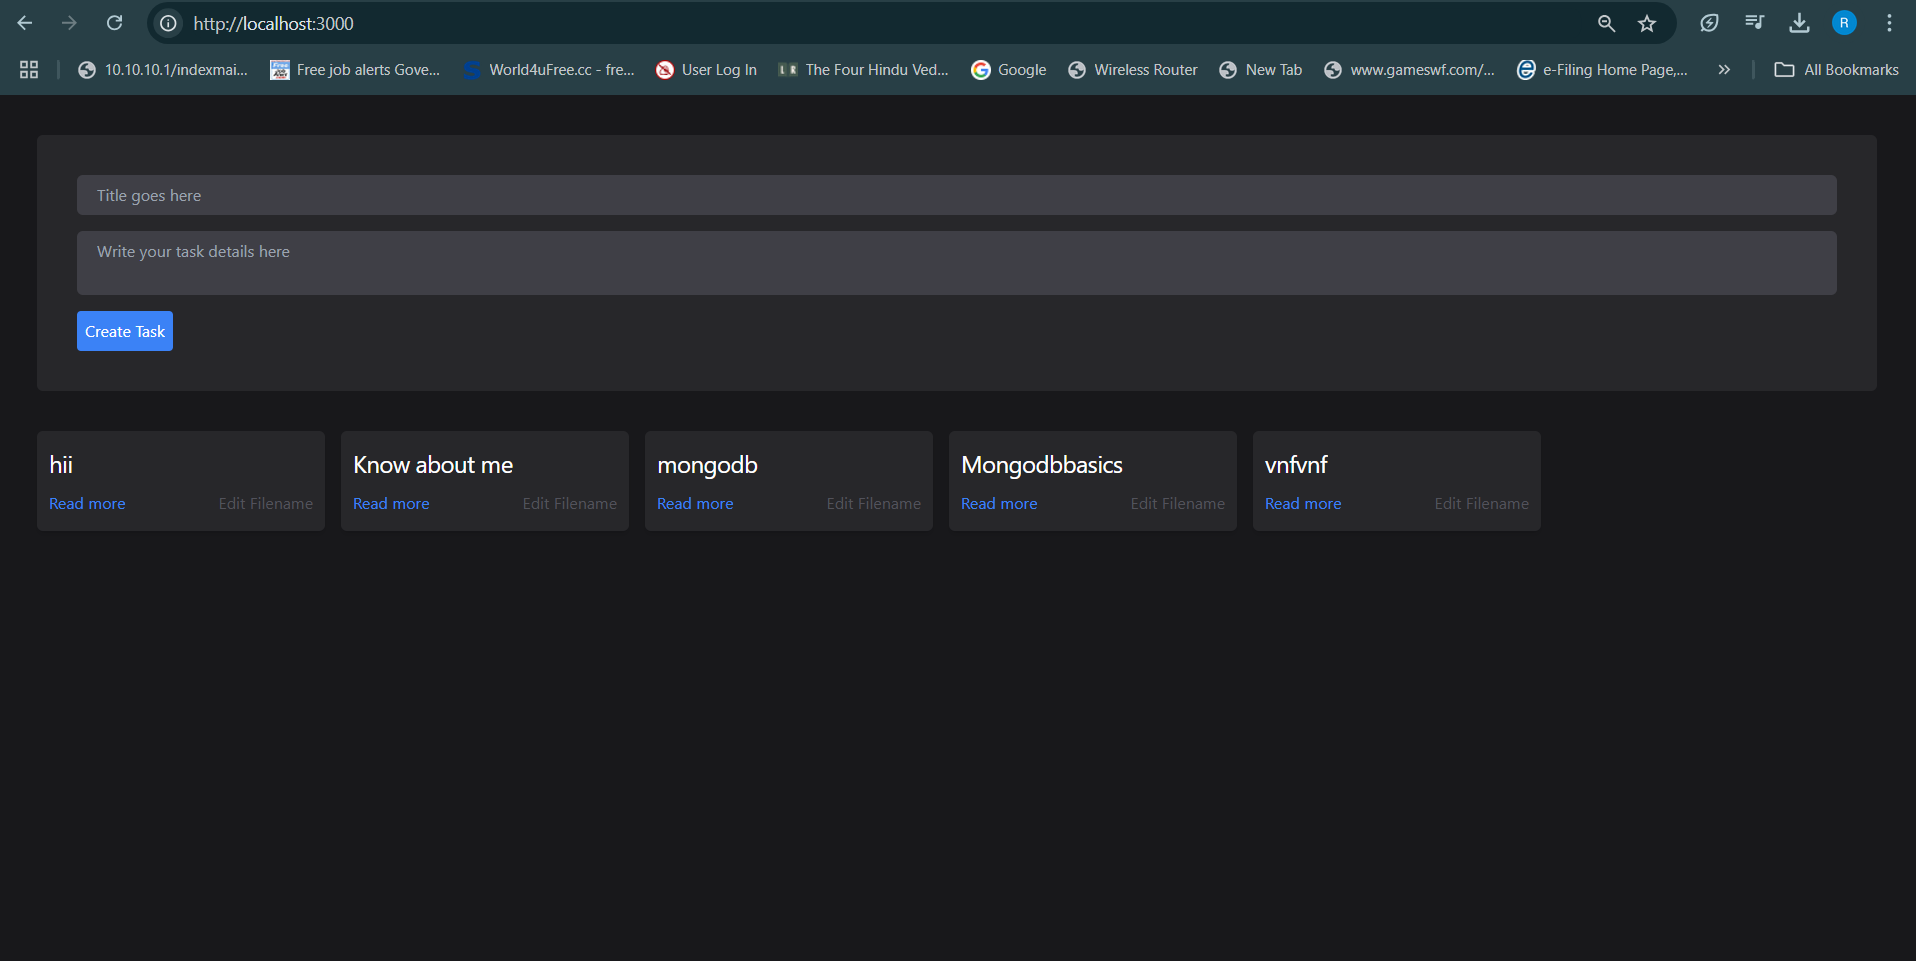 http://localhost:3000
10.10.10.1/indexmai... Free job alerts Gove... World4uFree.cc - fre... User Log In The Four Hindu Ved... Google Wireless Router New Tab www.gameswf.com/... e-Filing Home Page,... All Bookmarks
R
Title goes here
Write your task details here
Create Task
hii
Read more Edit Filename
Know about me
Read more Edit Filename
mongodb
Read more Edit Filename
Mongodbbasics
Read more Edit Filename
vnfvnf
Read more Edit Filename